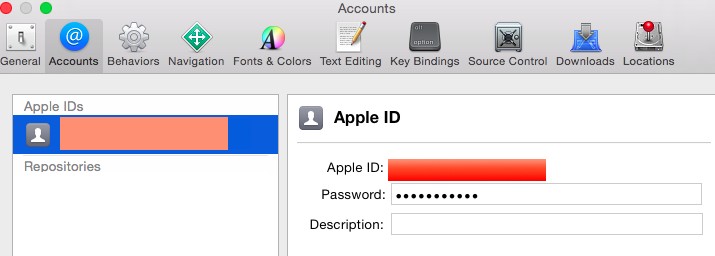 Accounts
General Accounts Behaviors Navigation Fonts & Colors Text Editing Key Bindings Source Control Downloads Locations
Apple IDs
Repositories
Apple ID
Apple ID:
Password: •••••••••••
Description: